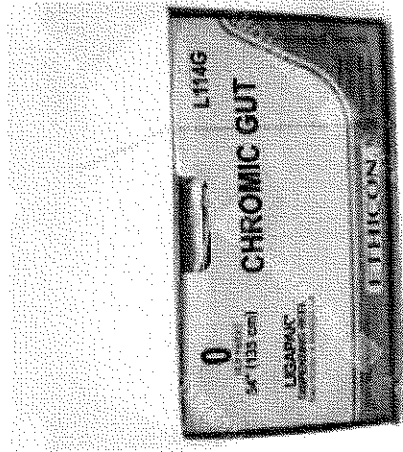 L114G
CHROMIC GUT
0
54" (135 cm)
LIGAPAK
ETHICON